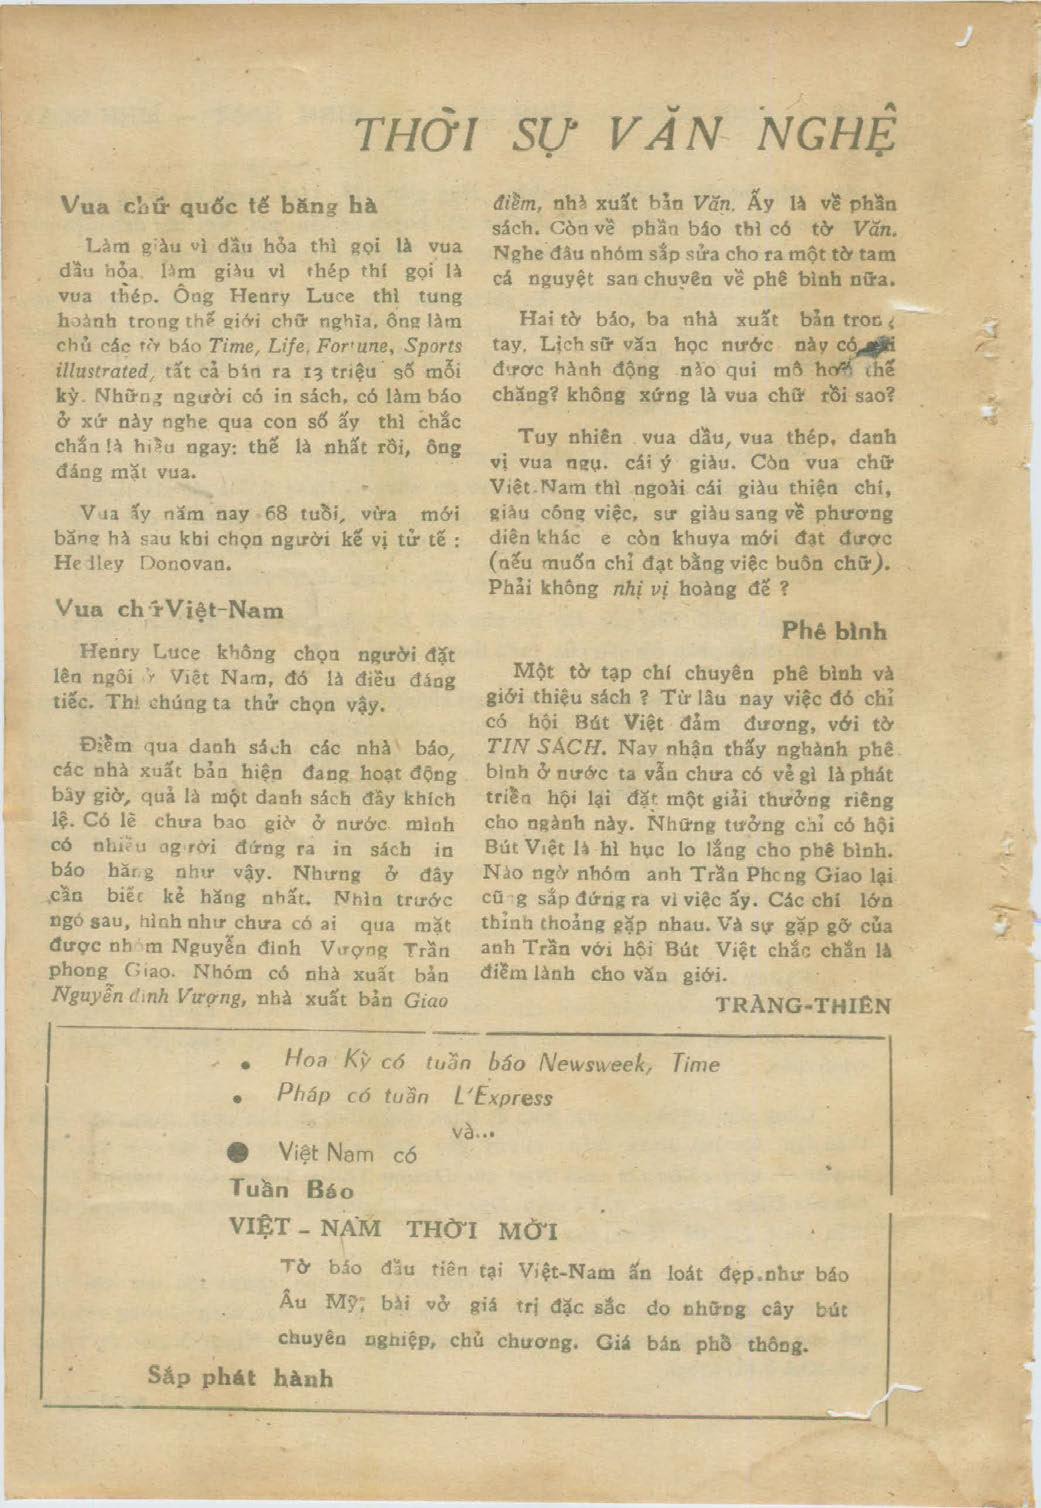 THỜI SỰ VĂN NGHỆ
Vua chữ quốc tế băng hà
Làm giàu vì dầu hỏa thì gọi là vua
dầu hỏa, làm giàu vì thép thí gọi là
vua thép. Ông Henry Luce thì tung
hoành trong thế giới chữ nghĩa, ông làm
chủ các tờ báo Time, Life, Fortune, Sports
illustrated, tất cả bán ra 13 triệu số mỗi
kỳ. Những người có in sách, có làm báo
ở xứ này nghe qua con số ấy thì chắc
chắn là hiểu ngay: thế là nhất rồi, ông
đáng mặt vua.
Vua ấy năm nay 68 tuổi, vừa mới
băng hà sau khi chọn người kế vị tử tế :
Hedley Donovan.
Vua chữ Việt-Nam
Henry Luce không chọn người đặt
lên ngôi ở Việt Nam, đó là điều đáng
tiếc. Thì chúng ta thử chọn vậy.
Điểm qua danh sách các nhà báo,
các nhà xuất bản hiện đang hoạt động
bây giờ, quả là một danh sách đầy khích
lệ. Có lẽ chưa bao giờ ở nước mình
có nhiều người đứng ra in sách in
báo hăng như vậy. Nhưng ở đây
cần biết kẻ hăng nhất. Nhìn trước
ngó sau, hình như chưa có ai qua mặt
được nhóm Nguyễn đình Vượng Trần
phong Giao. Nhóm có nhà xuất bản
Nguyễn đình Vượng, nhà xuất bản Giao
điểm, nhà xuất bản Văn. Ấy là về phần
sách. Còn về phần báo thì có tờ Văn.
Nghe đâu nhóm sắp sửa cho ra một tờ tam
cá nguyệt san chuyên về phê bình nữa.
Hai tờ báo, ba nhà xuất bản trong
tay. Lịch sử văn học nước này có ai
được hành động nào qui mô hơn thế
chăng? không xứng là vua chữ rồi sao?
Tuy nhiên vua dầu, vua thép, danh
vị vua ngụ. cái ý giàu. Còn vua chữ
Việt-Nam thì ngoài cái giàu thiện chí,
giàu công việc, sự giàu sang về phương
diện khác e còn khuya mới đạt được
(nếu muốn chỉ đạt bằng việc buôn chữ).
Phải không nhị vị hoàng đế ?
Phê bình
Một tờ tạp chí chuyên phê bình và
giới thiệu sách ? Từ lâu nay việc đó chỉ
có hội Bút Việt đảm đương, với tờ
TIN SÁCH. Nay nhận thấy nghành phê
bình ở nước ta vẫn chưa có vẻ gì là phát
triển hội lại đặt một giải thưởng riêng
cho ngành này. Những tưởng chỉ có hội
Bút Việt là hì hục lo lắng cho phê bình.
Nào ngờ nhóm anh Trần Phong Giao lại
cũng sắp đứng ra vì việc ấy. Các chí lớn
thỉnh thoảng gặp nhau. Và sự gặp gỡ của
anh Trần với hội Bút Việt chắc chắn là
điềm lành cho văn giới.
TRÀNG-THIÊN
• Hoa Kỳ có tuần báo Newsweek, Time
• Pháp có tuần L'Express
và...
● Việt Nam có
Tuần Báo
VIỆT - NAM THỜI MỚI
Tờ báo đầu tiên tại Việt-Nam ấn loát đẹp như báo
Âu Mỹ; bài vở giá trị đặc sắc do những cây bút
chuyên nghiệp, chủ chương. Giá bán phổ thông.
Sắp phát hành